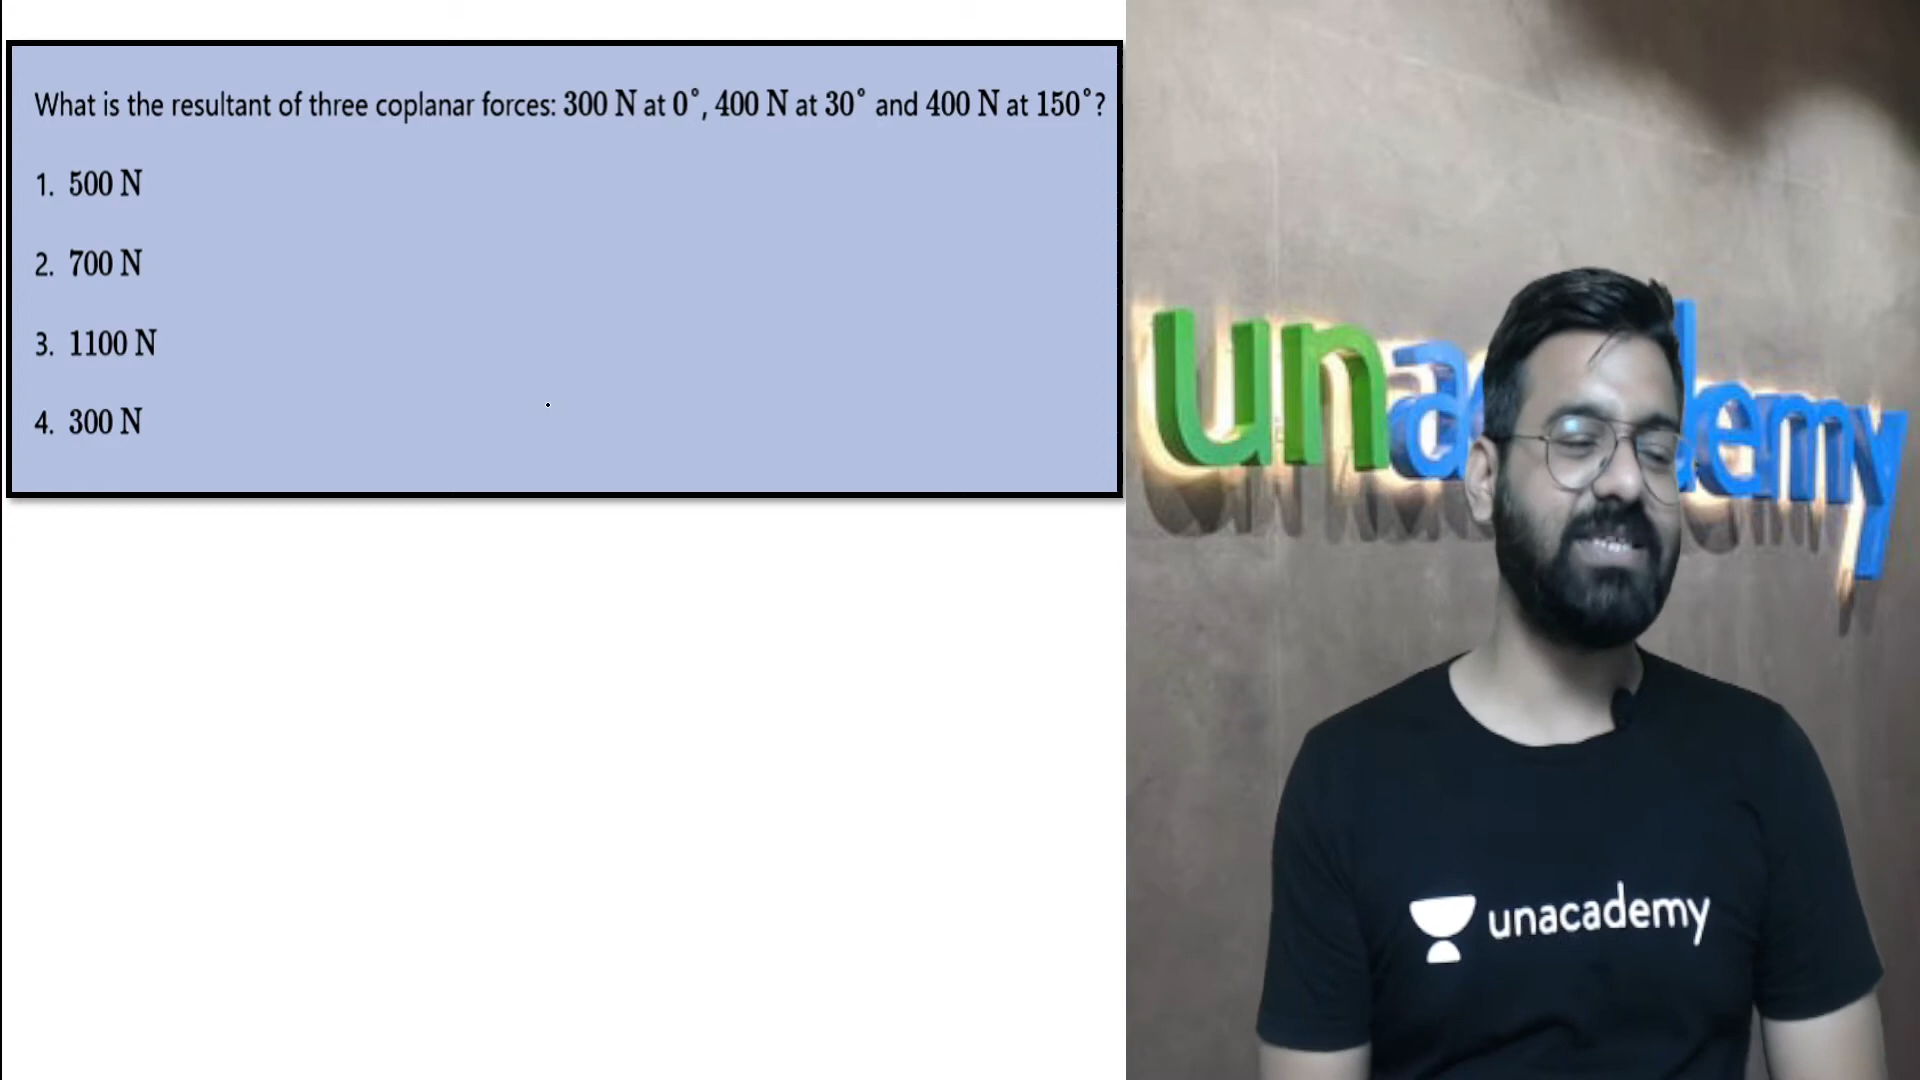 What is the resultant of three coplanar forces: 300 N at 0°, 400 N at 30° and 400 N at 150°?
1. 500 N
2. 700 N
3. 1100 N
4. 300 N
unacademy
unacademy